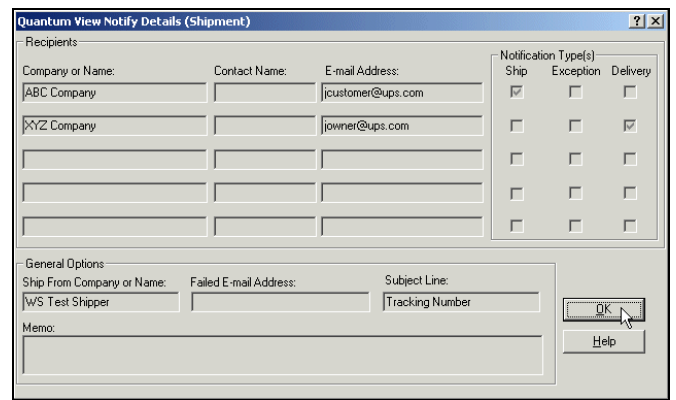 Quantum View Notify Details (Shipment)
Recipients
Notification Type(s)
Company or Name: Contact Name: E-mail Address: Ship Exception Delivery
ABC Company jcustomer@ups.com
XYZ Company jowner@ups.com
General Options
Ship From Company or Name: Failed E-mail Address: Subject Line:
WS Test Shipper Tracking Number
OK
Memo:
Help